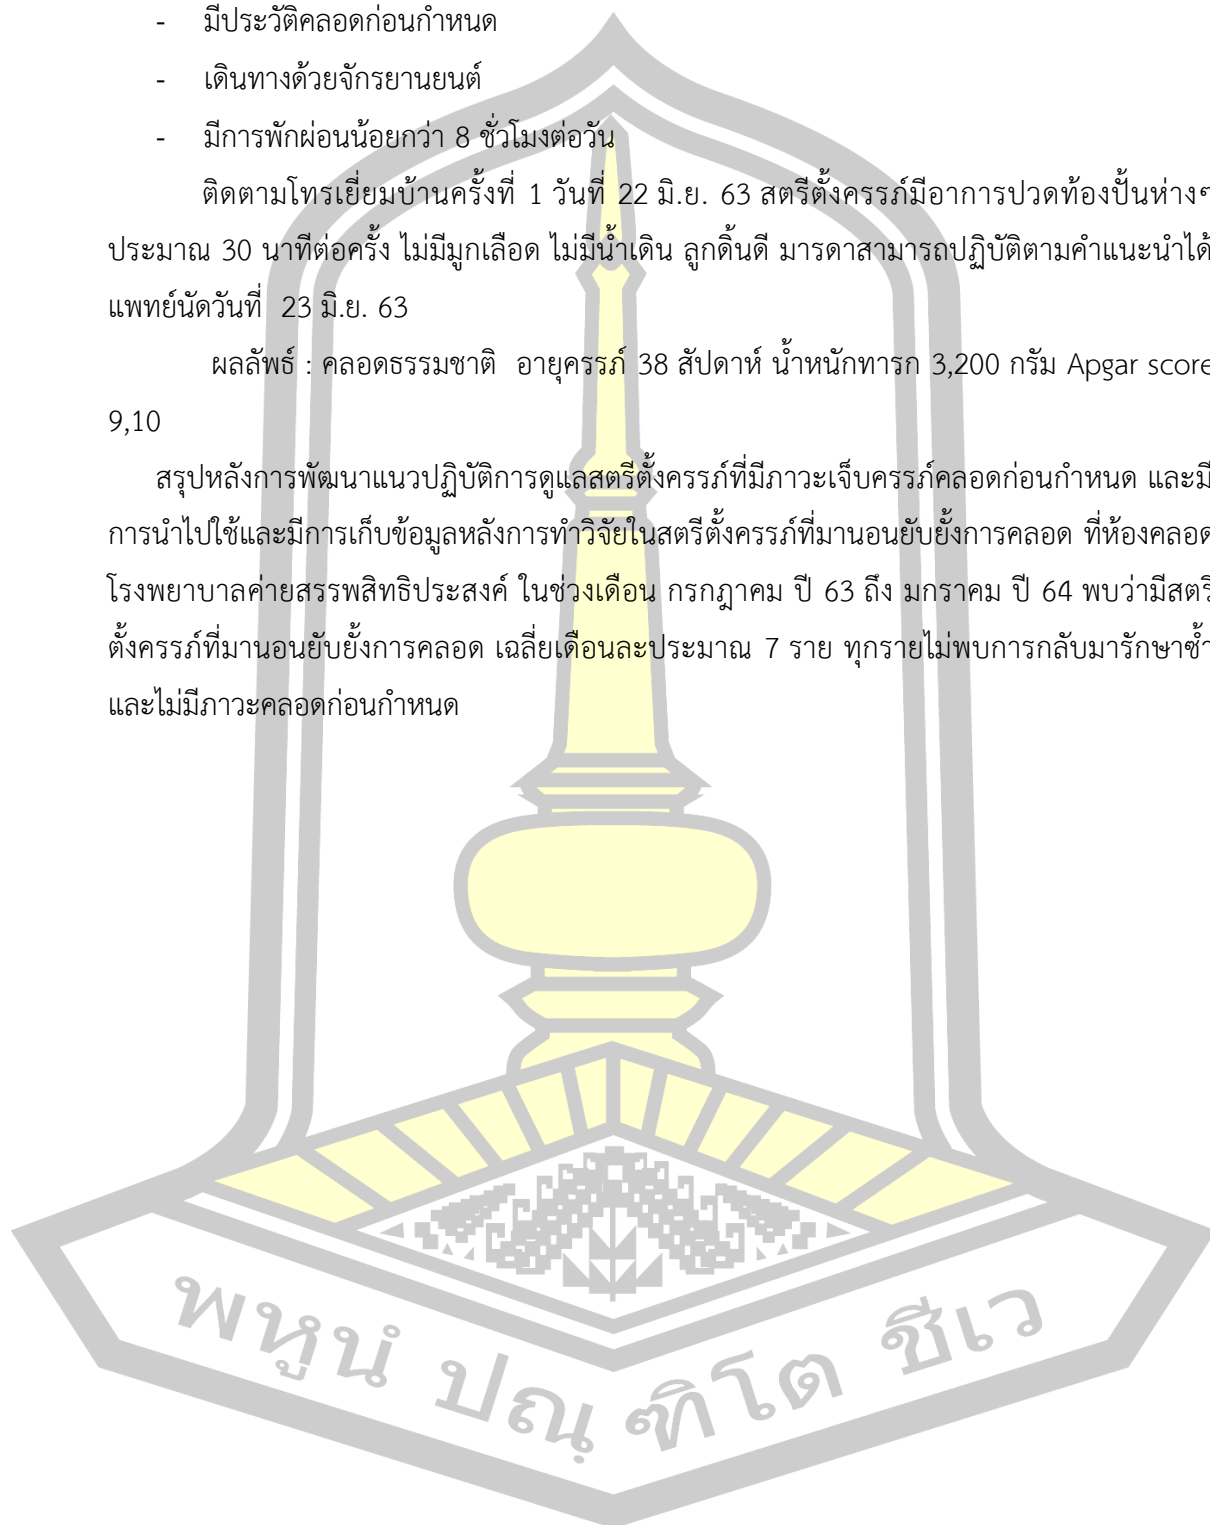 - มีประวัติคลอดก่อนกำหนด
- เดินทางด้วยจักรยานยนต์
- มีการพักผ่อนน้อยกว่า 8 ชั่วโมงต่อวัน
ติดตามโทรเยี่ยมบ้านครั้งที่ 1 วันที่ 22 มิ.ย. 63 สตรีตั้งครรภ์มีอาการปวดท้องปั้นห่างๆ
ประมาณ 30 นาทีต่อครั้ง ไม่มีมูกเลือด ไม่มีน้ำเดิน ลูกดิ้นดี มารดาสามารถปฏิบัติตามคำแนะนำได้
แพทย์นัดวันที่ 23 มิ.ย. 63
ผลลัพธ์ : คลอดธรรมชาติ อายุครรภ์ 38 สัปดาห์ น้ำหนักทารก 3,200 กรัม Apgar score
9,10
สรุปหลังการพัฒนาแนวปฏิบัติการดูแลสตรีตั้งครรภ์ที่มีภาวะเจ็บครรภ์คลอดก่อนกำหนด และมี
การนำไปใช้และมีการเก็บข้อมูลหลังการทำวิจัยในสตรีตั้งครรภ์ที่มานอนยับยั้งการคลอด ที่ห้องคลอด
โรงพยาบาลค่ายสรรพสิทธิประสงค์ ในช่วงเดือน กรกฎาคม ปี 63 ถึง มกราคม ปี 64 พบว่ามีสตรี
ตั้งครรภ์ที่มานอนยับยั้งการคลอด เฉลี่ยเดือนละประมาณ 7 ราย ทุกรายไม่พบการกลับมารักษาซ้ำ
และไม่มีภาวะคลอดก่อนกำหนด
พหูนํ ปณฺฑิโต ชีเว